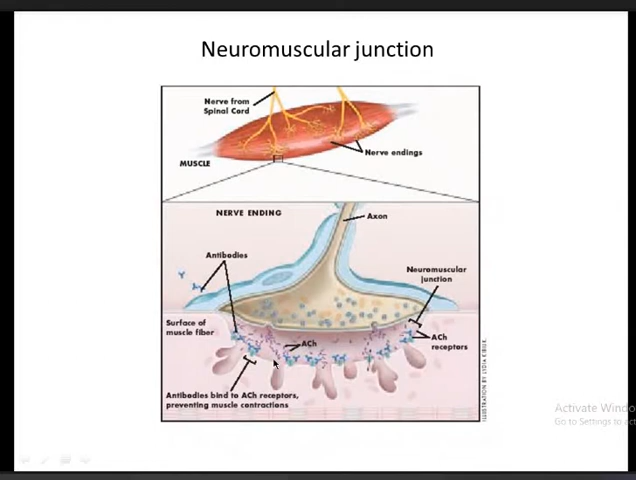 Neuromuscular junction
Nerve from
Spinal Cord
MUSCLE
Nerve endings
NERVE ENDING
Axon
Antibodies
Neuromuscular
junction
Surface of
muscle fiber
ACh
ACh
receptors
Antibodies bind to ACh receptors,
preventing muscle contractions
Activate Windo
Go to Settings to act